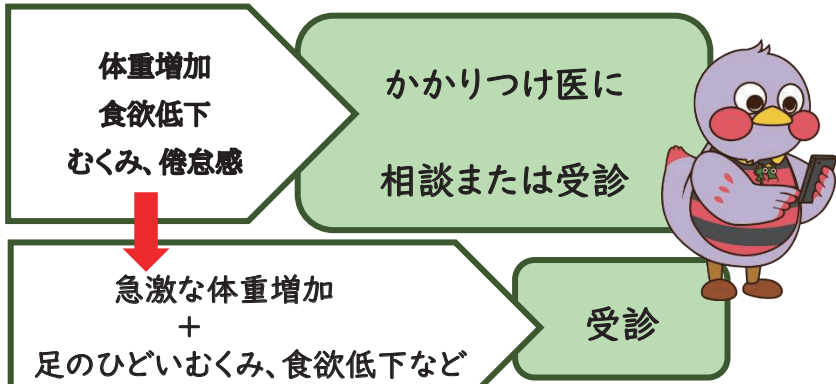 体重増加
食欲低下
むくみ、倦怠感
かかりつけ医に
相談または受診
急激な体重増加
+
足のひどいむくみ、食欲低下など
受診